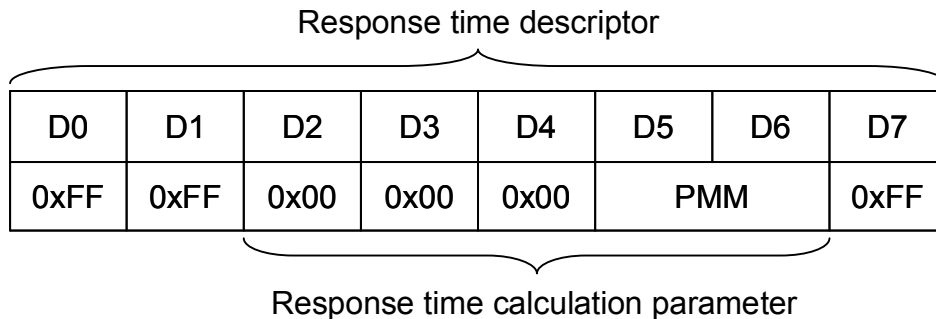 Response time descriptor
D0 D1 D2 D3 D4 D5 D6 D7
0xFF 0xFF 0x00 0x00 0x00 PMM 0xFF
Response time calculation parameter